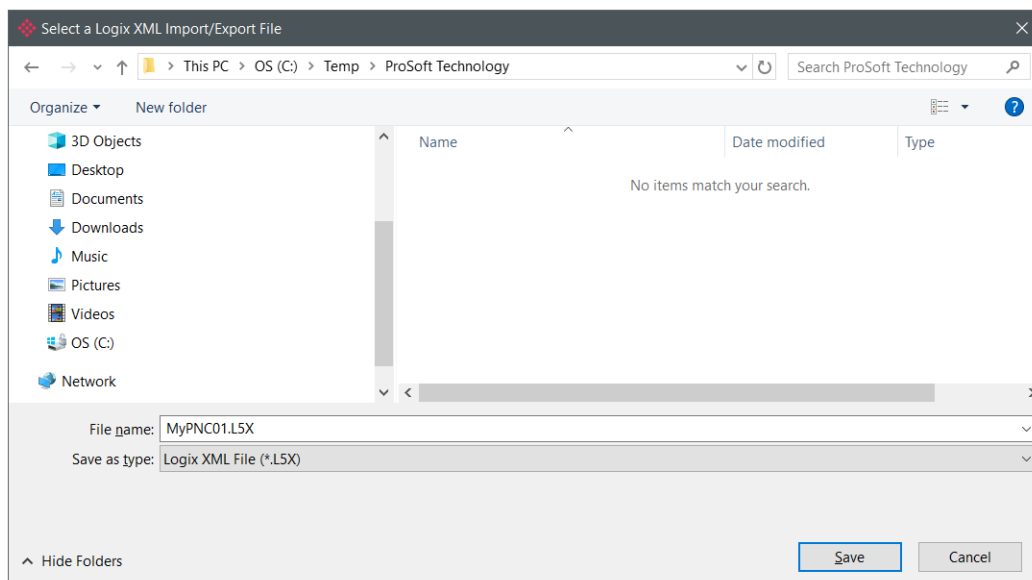 Select a Logix XML Import/Export File
This PC > OS (C:) > Temp > ProSoft Technology
Search ProSoft Technology
Organize
New folder
?
3D Objects
Desktop
Documents
Downloads
Music
Pictures
Videos
OS (C:)
Network
Name
Date modified
Type
No items match your search.
File name: MyPNC01.L5X
Save as type: Logix XML File (*.L5X)
Hide Folders
Save
Cancel